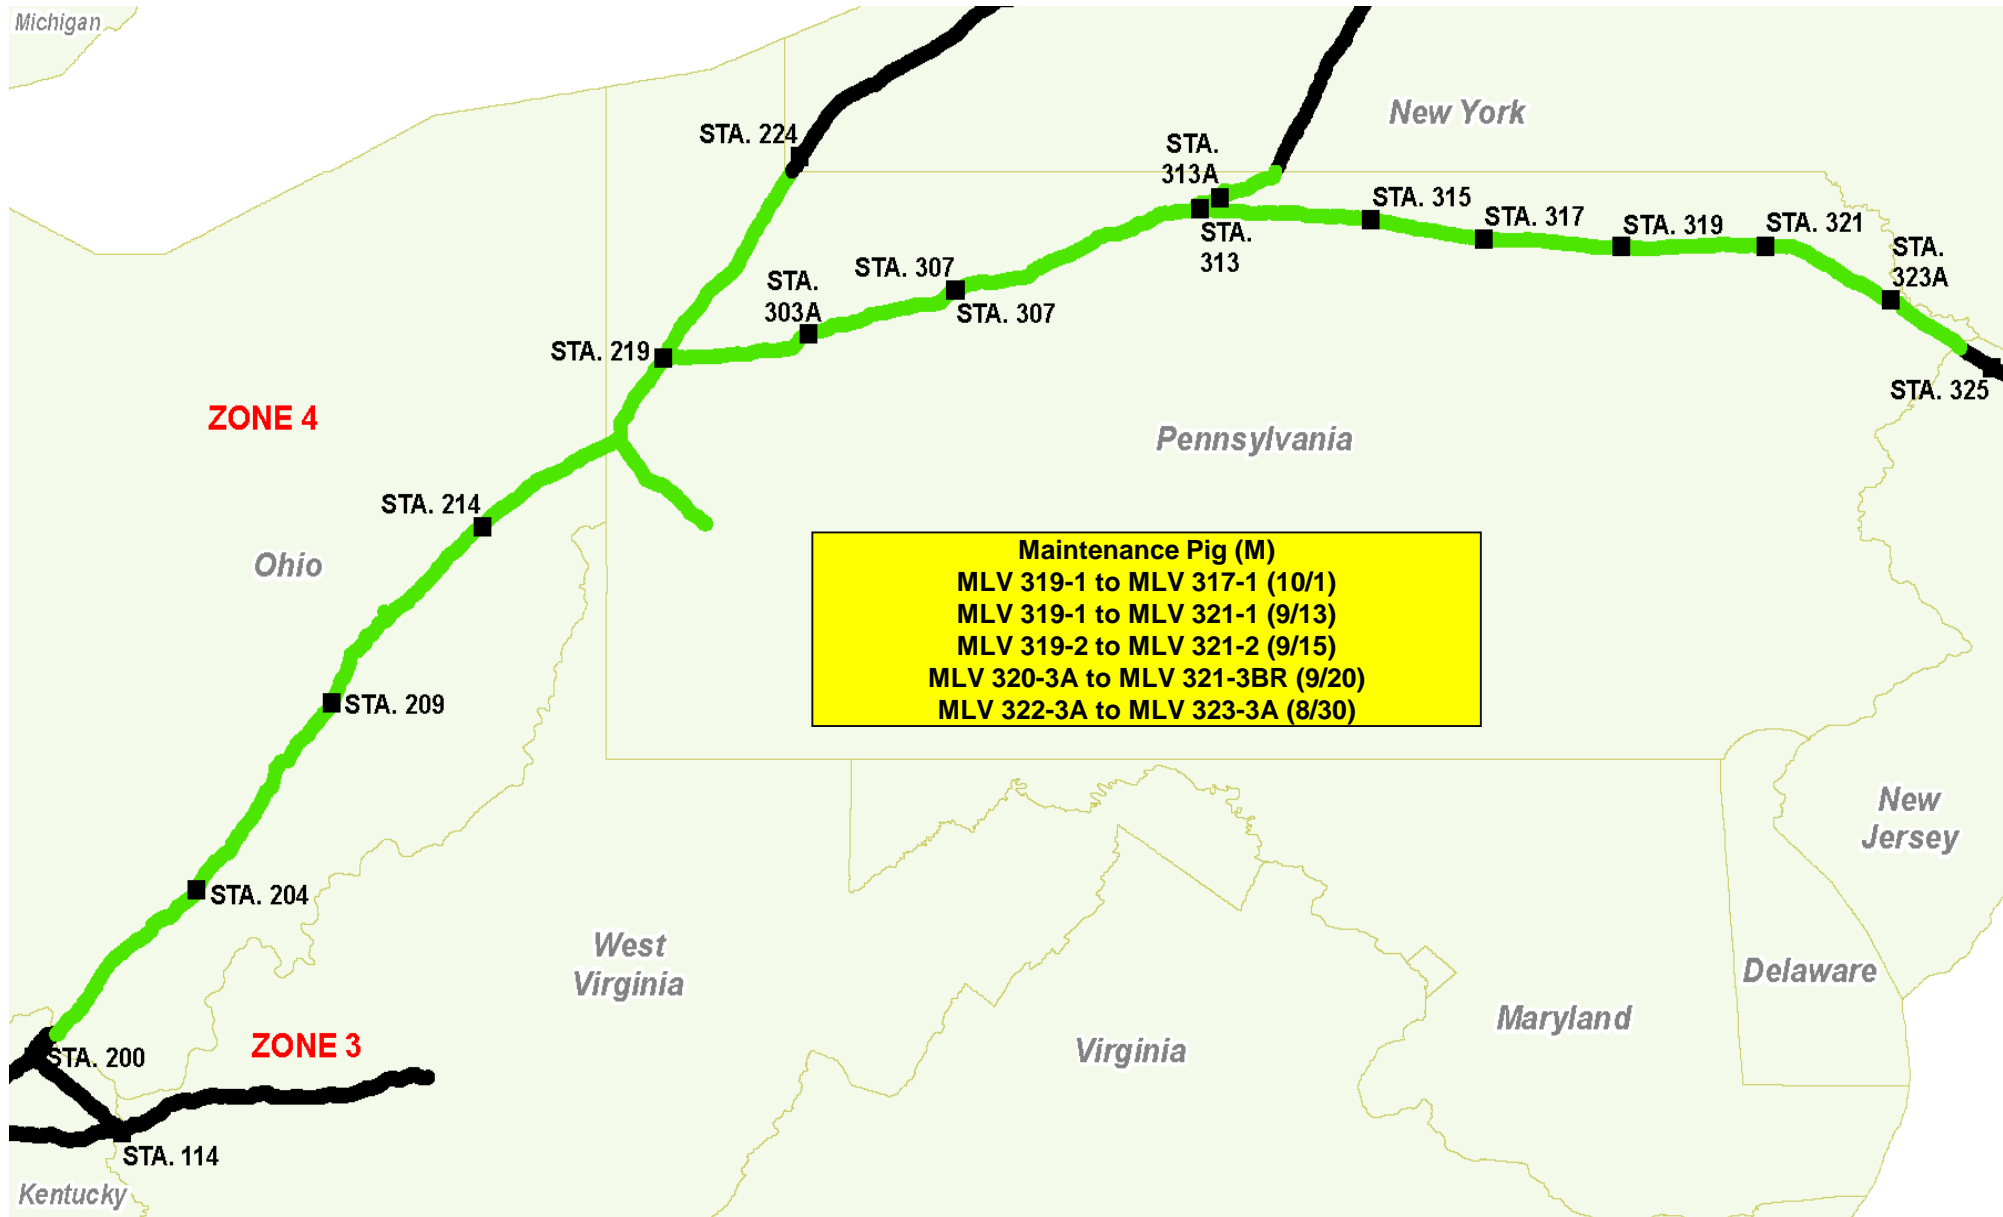 Michigan
New York
STA. 224
STA.
313A
STA. 315
STA. 317
STA. 319
STA. 321
STA.
323A
STA.
313
STA. 307
STA. 307
STA.
303A
STA. 219
STA. 325
ZONE 4
Pennsylvania
STA. 214
Ohio
Maintenance Pig (M)
MLV 319-1 to MLV 317-1 (10/1)
MLV 319-1 to MLV 321-1 (9/13)
MLV 319-2 to MLV 321-2 (9/15)
MLV 320-3A to MLV 321-3BR (9/20)
MLV 322-3A to MLV 323-3A (8/30)
STA. 209
New
Jersey
STA. 204
West
Virginia
Delaware
Maryland
ZONE 3
Virginia
STA. 200
STA. 114
Kentucky